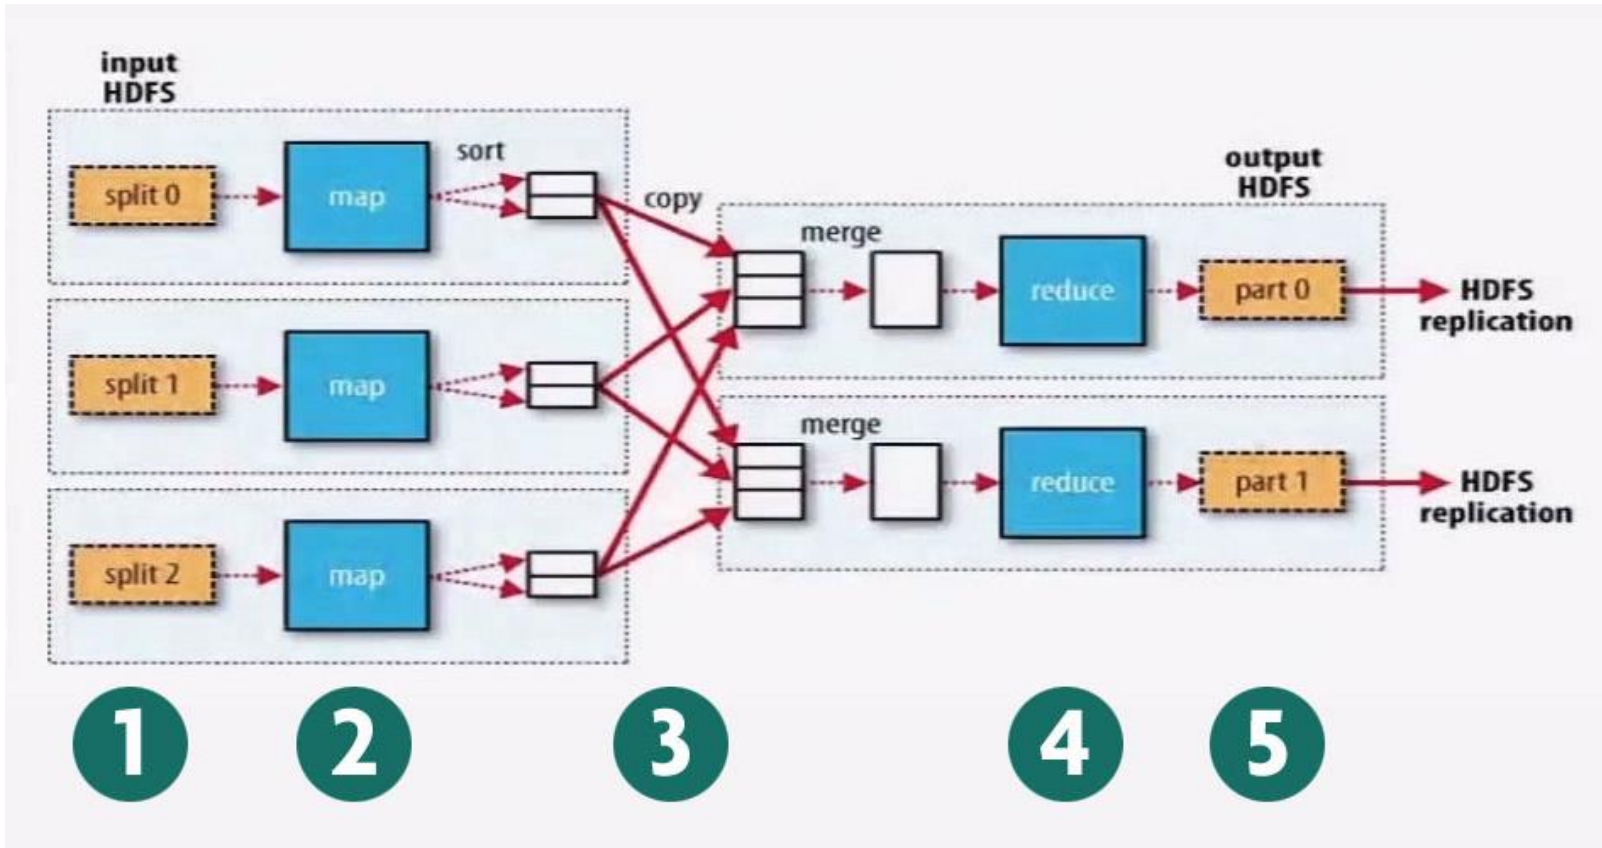 input
HDFS
split 0
map
sort
copy
split 1
map
split 2
map
output
HDFS
merge
reduce
part 0
HDFS
replication
merge
reduce
part 1
HDFS
replication
1
2
3
4
5